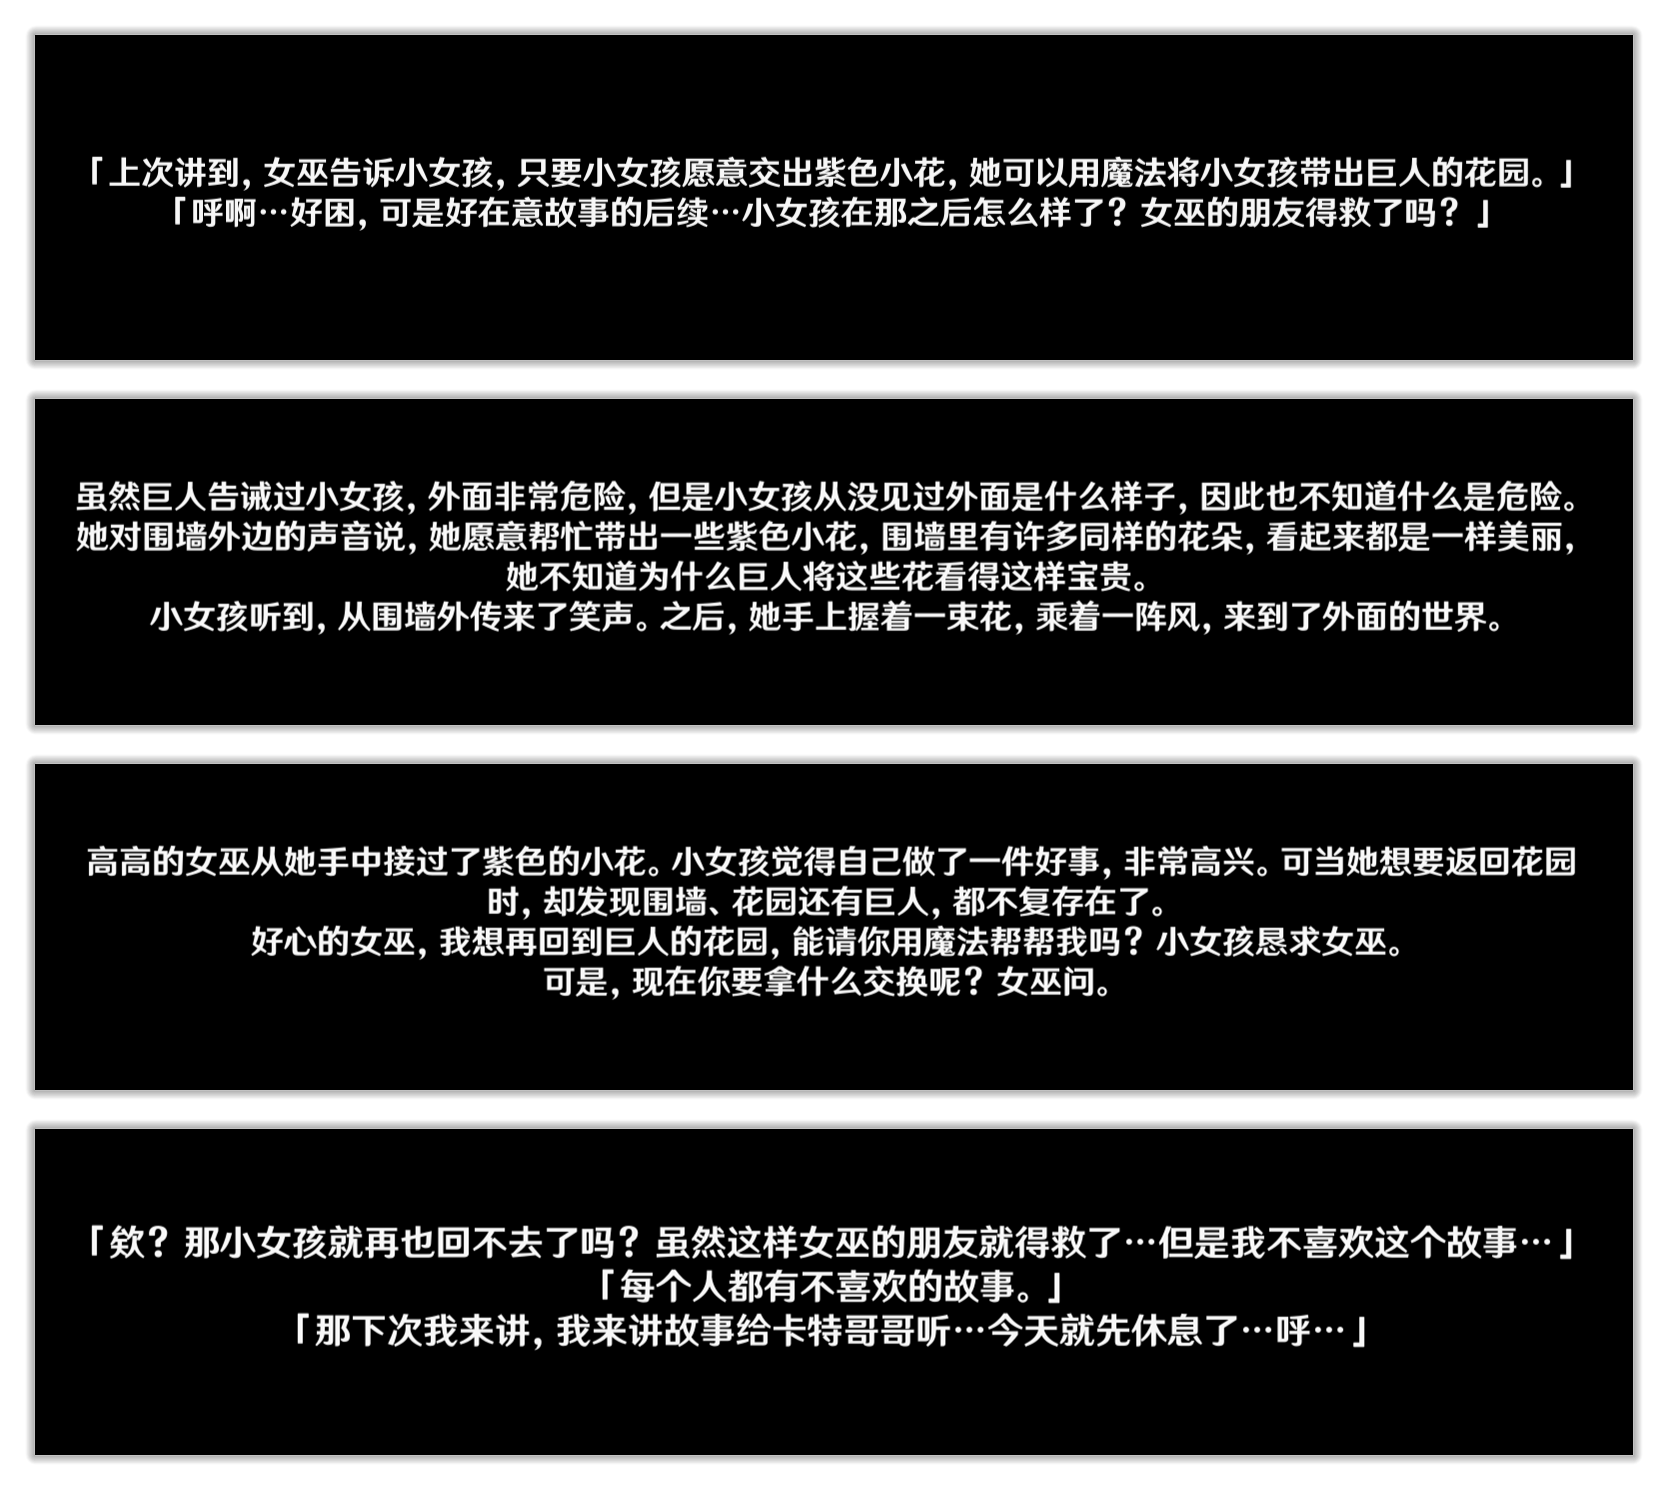 「上次讲到，女巫告诉小女孩，只要小女孩愿意交出紫色小花，她可以用魔法将小女孩带出巨人的花园。」
「呼啊…好困，可是好在意故事的后续…小女孩在那之后怎么样了？女巫的朋友得救了吗？」
虽然巨人告诫过小女孩，外面非常危险，但是小女孩从没见过外面是什么样子，因此也不知道什么是危险。
她对围墙外边的声音说，她愿意帮忙带出一些紫色小花，围墙里有许多同样的花朵，看起来都是一样美丽，
她不知道为什么巨人将这些花看得这样宝贵。
小女孩听到，从围墙外传来了笑声。之后，她手上握着一束花，乘着一阵风，来到了外面的世界。
高高的女巫从她手中接过了紫色的小花。小女孩觉得自己做了一件好事，非常高兴。可当她想要返回花园
时，却发现围墙、花园还有巨人，都不复存在了。
好心的女巫，我想再回到巨人的花园，能请你用魔法帮帮我吗？小女孩恳求女巫。
可是，现在你要拿什么交换呢？女巫问。
「欸？那小女孩就再也回不去了吗？虽然这样女巫的朋友就得救了…但是我不喜欢这个故事…」
「每个人都有不喜欢的故事。」
「那下次我来讲，我来讲故事给卡特哥哥听…今天就先休息了…呼…」